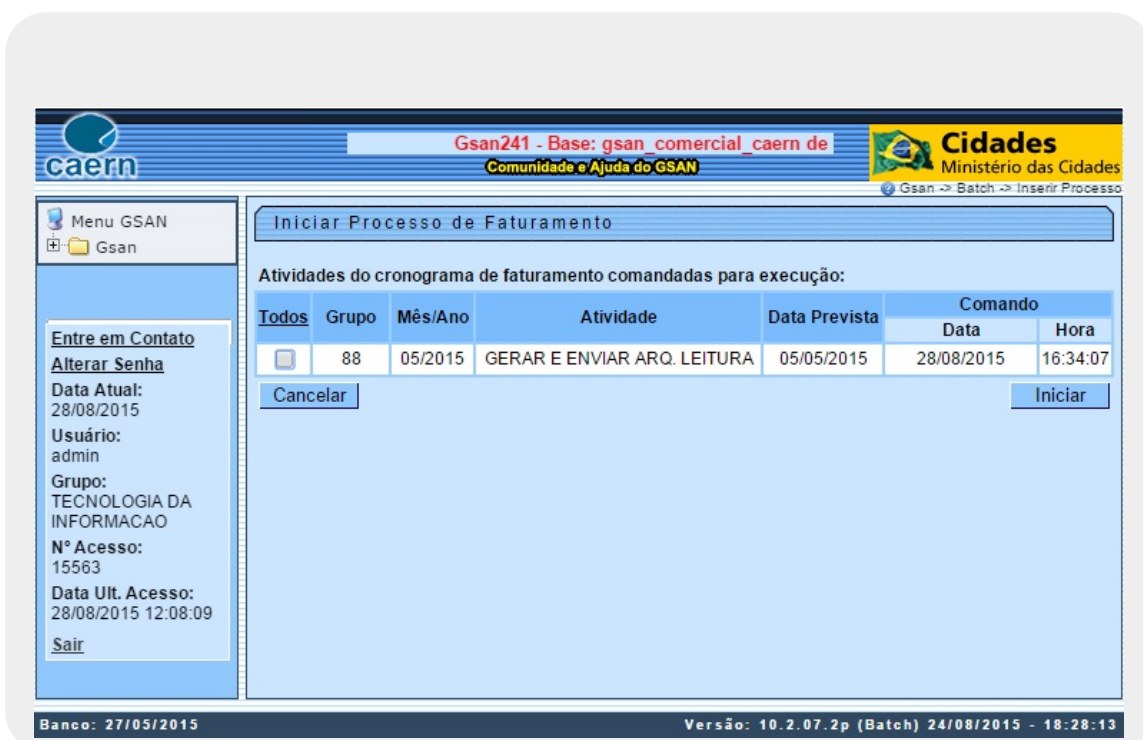 caern
Gsan241 - Base: gsan_comercial_caern de
Comunidade e Ajuda do GSAN
Cidades
Ministério das Cidades
Gsan -> Batch -> Inserir Processo
Menu GSAN
Gsan
Entre em Contato
Alterar Senha
Data Atual:
28/08/2015
Usuário:
admin
Grupo:
TECNOLOGIA DA
INFORMACAO
Nº Acesso:
15563
Data Ult. Acesso:
28/08/2015 12:08:09
Sair
Iniciar Processo de Faturamento
Atividades do cronograma de faturamento comandadas para execução:
Todos Grupo Mês/Ano Atividade Data Prevista Comando
Data Hora
88 05/2015 GERAR E ENVIAR ARQ. LEITURA 05/05/2015 28/08/2015 16:34:07
Cancelar Iniciar
Banco: 27/05/2015 Versão: 10.2.07.2p (Batch) 24/08/2015 - 18:28:13